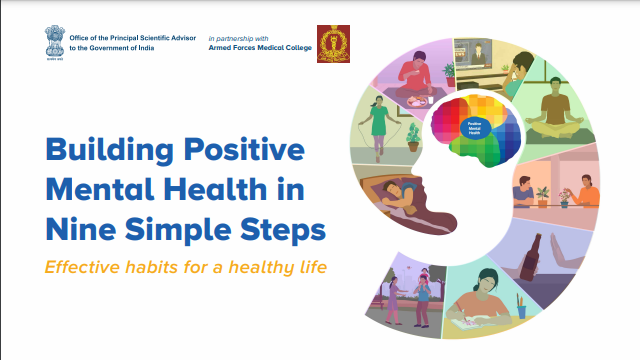 Office of the Principal Scientific Advisor
to the Government of India
in partnership with
Armed Forces Medical College
Positive
Mental
Health
Building Positive
Mental Health in
Nine Simple Steps
Effective habits for a healthy life